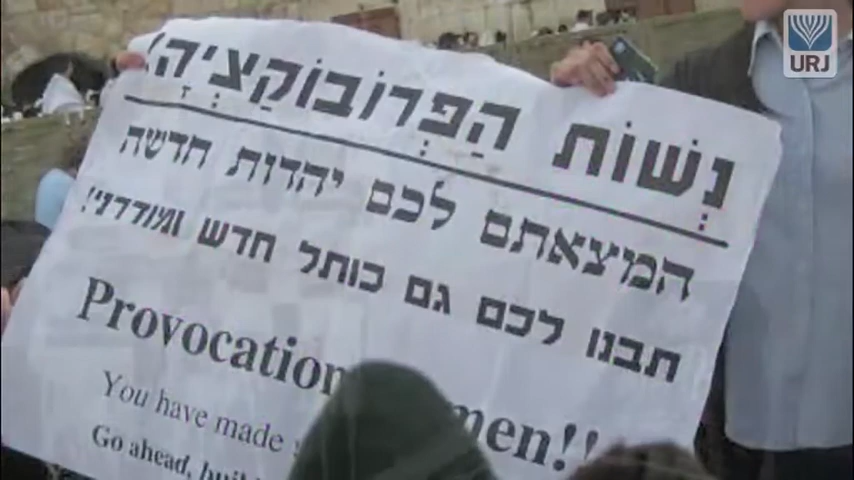 URJ
נְשׁוֹת הַפְּרוֹבוֹקַצְיָה!
המצאתם לכם יהדות חדשה
תבנו לכם גם כותל חדש ומודרני!
Provocation men!!
You have made
Go ahead,